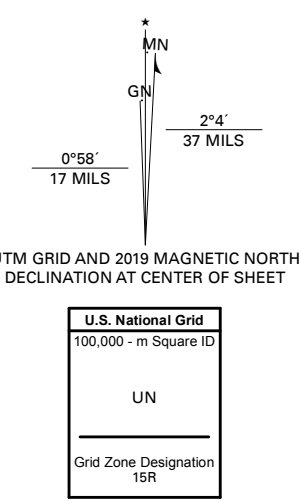 ★
MN
GN
2°4´
37 MILS
0°58´
17 MILS
UTM GRID AND 2019 MAGNETIC NORTH
DECLINATION AT CENTER OF SHEET
U.S. National Grid
100,000 - m Square ID
UN
Grid Zone Designation
15R